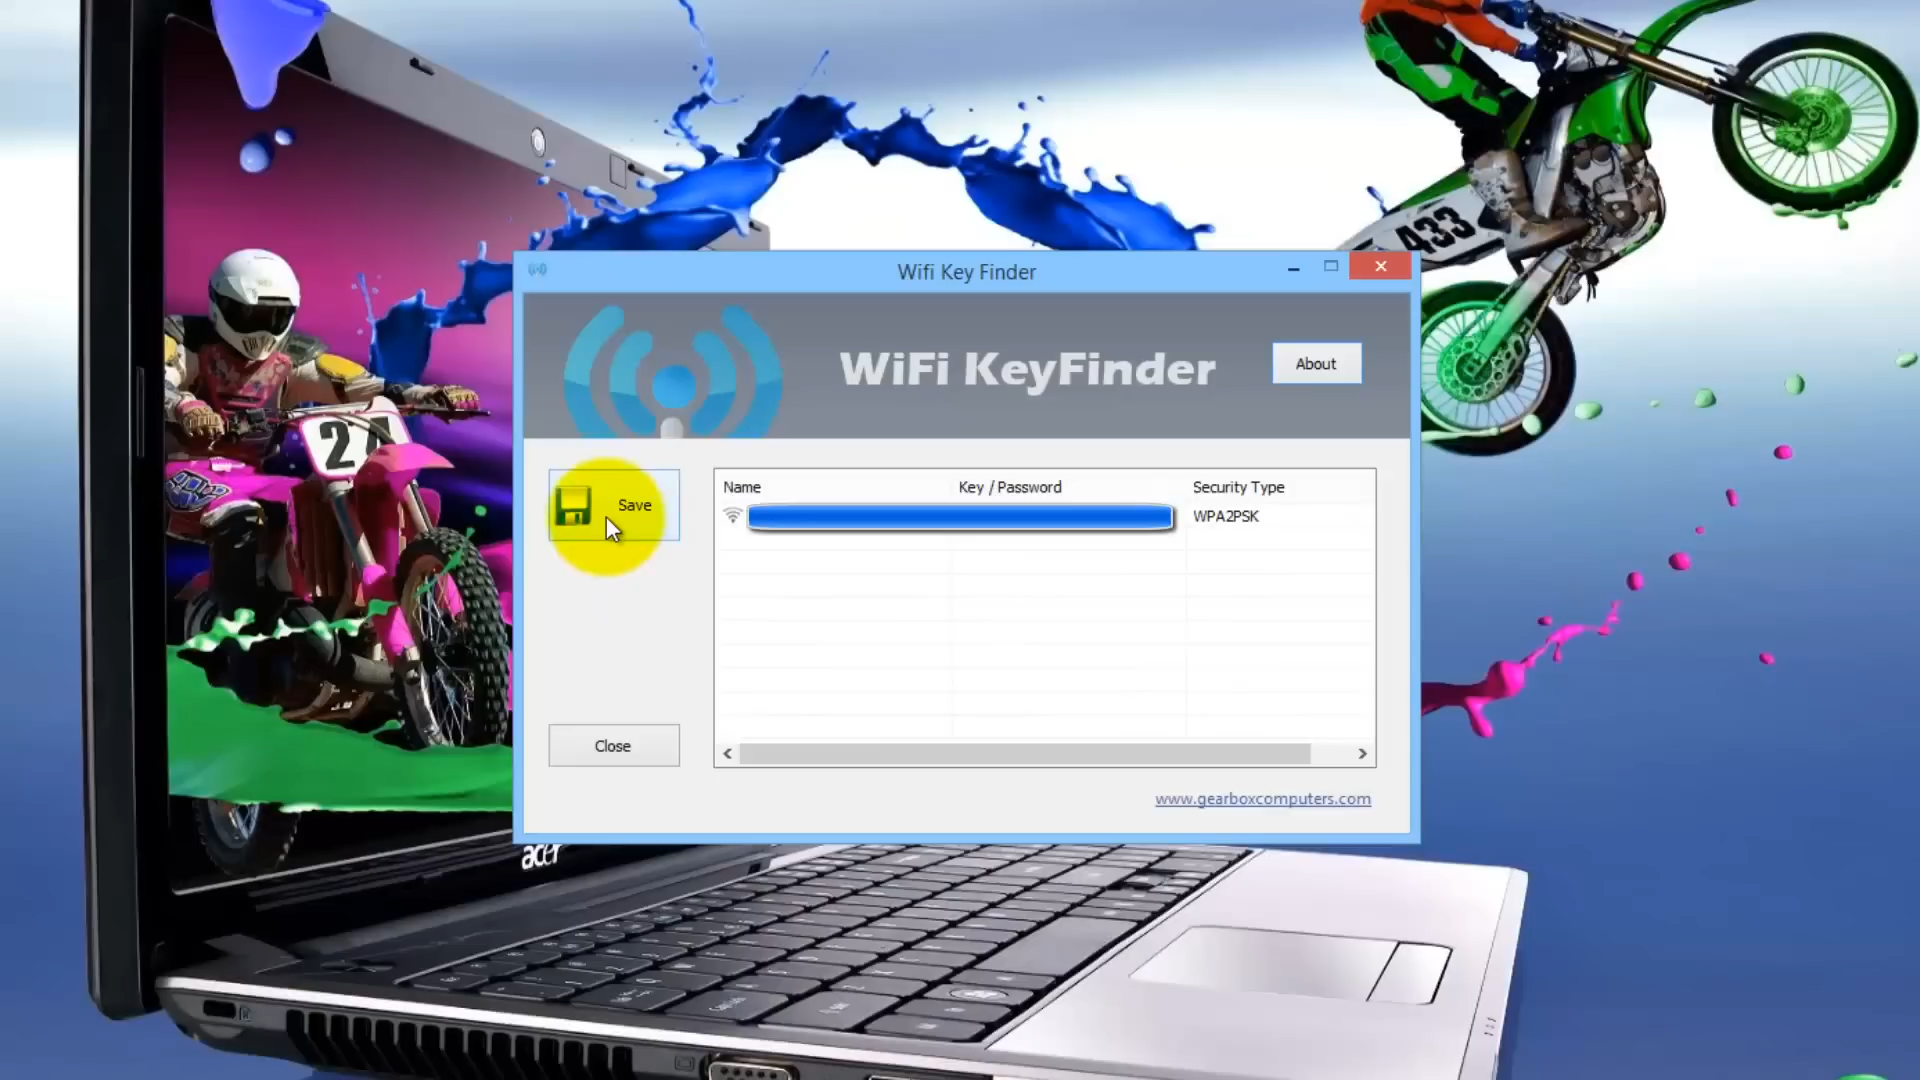 433
Wifi Key Finder
WiFi KeyFinder
About
24
Save
Name
Key / Password
Security Type
WPA2PSK
Close
www.gearboxcomputers.com
acer